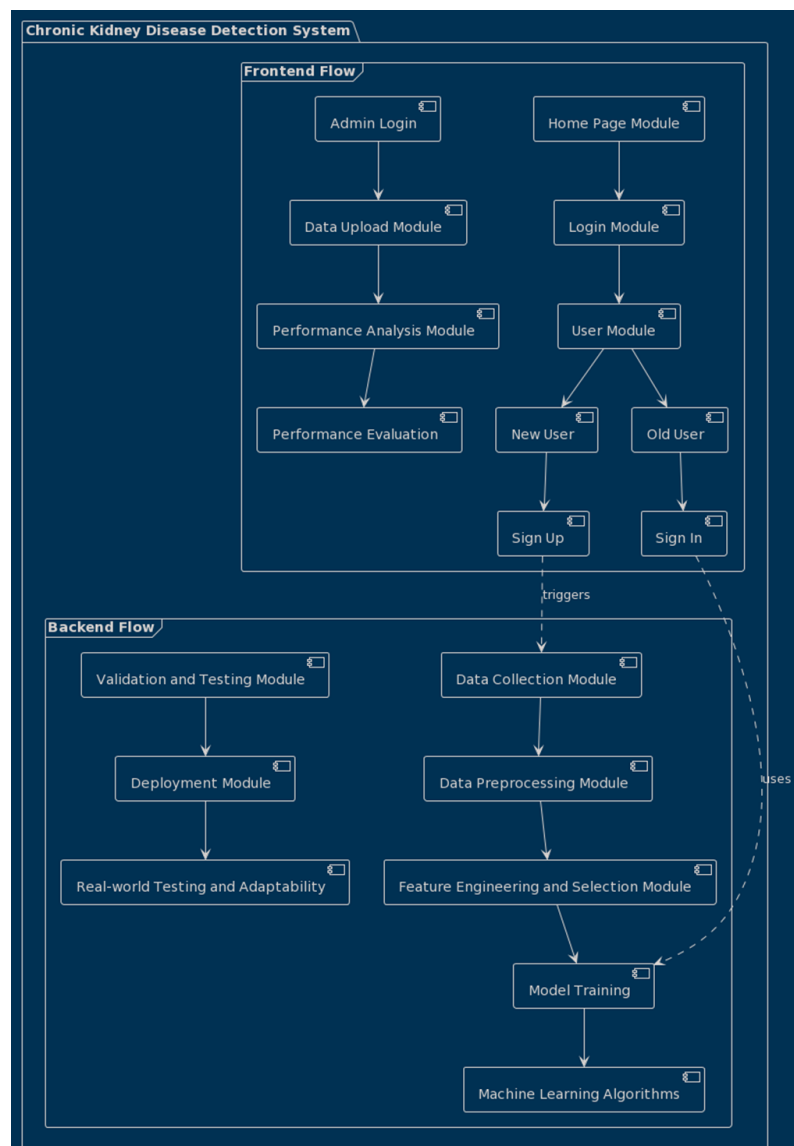 Chronic Kidney Disease Detection System
Frontend Flow
Admin Login
Home Page Module
Data Upload Module
Login Module
Performance Analysis Module
User Module
Performance Evaluation
New User
Old User
Sign Up
Sign In
triggers
Backend Flow
Validation and Testing Module
Data Collection Module
Deployment Module
Data Preprocessing Module
uses
Real-world Testing and Adaptability
Feature Engineering and Selection Module
Model Training
Machine Learning Algorithms